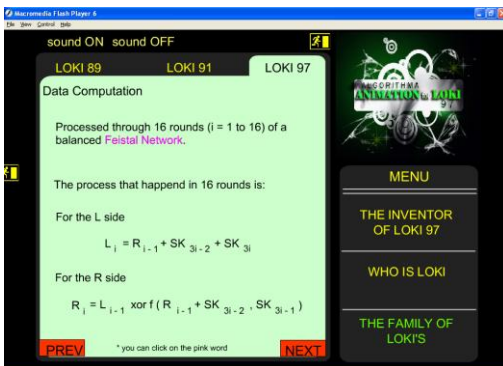 Macromedia Flash Player 6
File View Control Help
sound ON sound OFF
LOKI 89 LOKI 91 LOKI 97
Data Computation
Processed through 16 rounds (i = 1 to 16) of a
balanced Feistal Network.
The process that happend in 16 rounds is:
For the L side
L i = R i - 1 + SK 3i - 2 + SK 3i
For the R side
R i = L i - 1 xor f ( R i - 1 + SK 3i - 2 , SK 3i - 1 )
PREV * you can click on the pink word NEXT
ALGORITHMA
ANIMATION of LOKI
MENU
THE INVENTOR
OF LOKI 97
WHO IS LOKI
THE FAMILY OF
LOKI'S